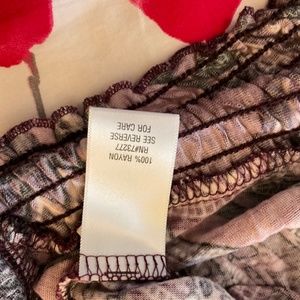 100% RAYON
RN#73277
SEE REVERSE
FOR CARE